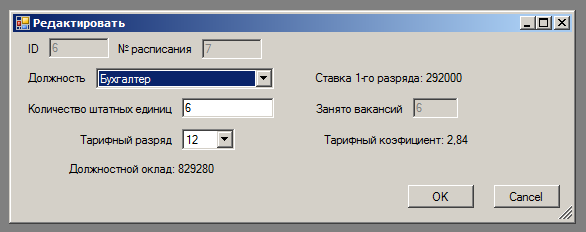 Редактировать
ID 6 № расписания 7
Должность Бухгалтер Ставка 1-го разряда: 292000
Количество штатных единиц 6 Занято вакансий 6
Тарифный разряд 12 Тарифный коэфициент: 2,84
Должностной оклад: 829280
OK Cancel